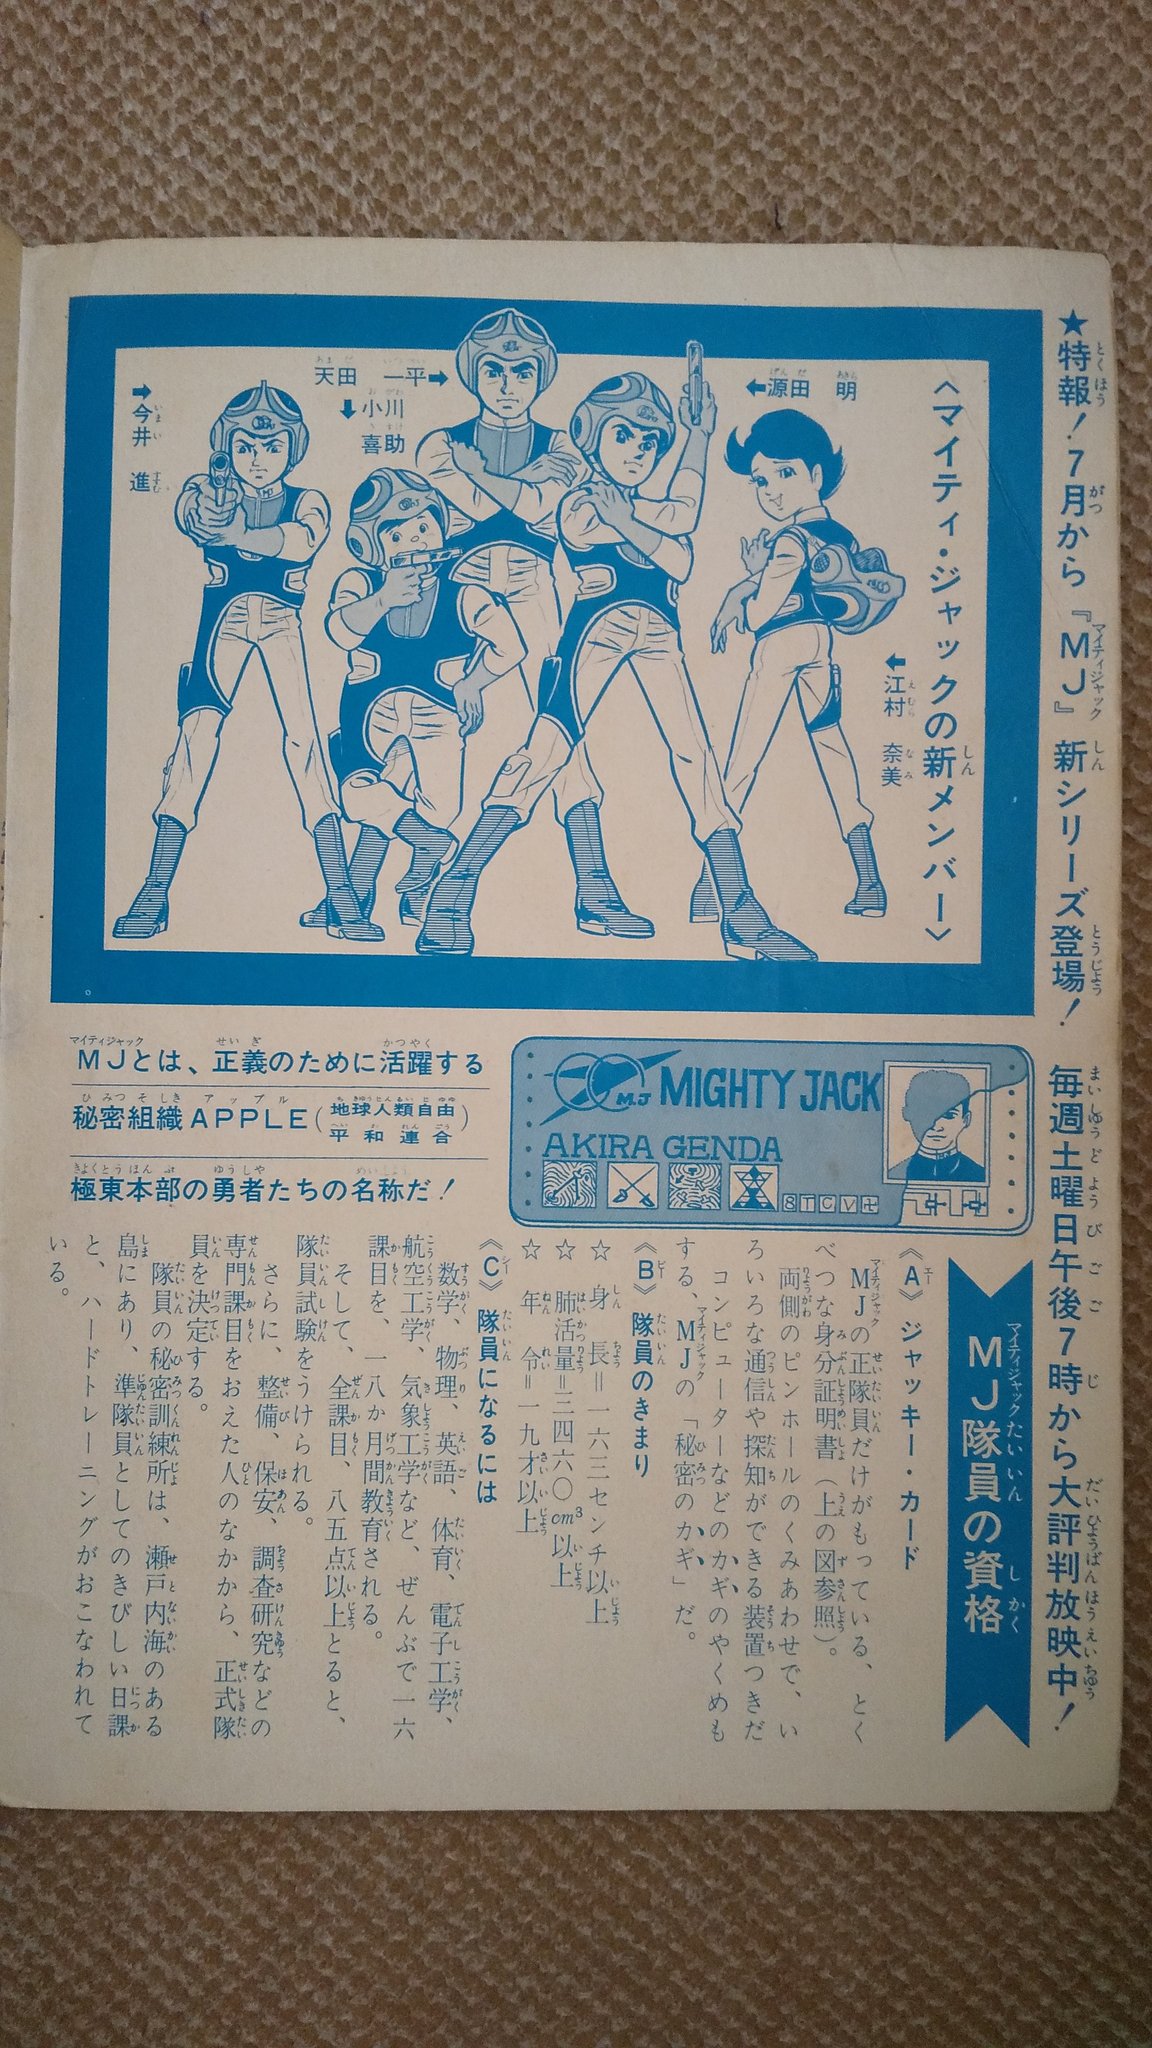 ★特報！7月から『MJ』新シリーズ登場！　毎週土曜日午後7時から大評判放映中！
〈マイティ・ジャックの新メンバー〉
源田　明
江村　奈美
天田　一平
小川
喜助
今井　進
MJとは、正義のために活躍する
秘密組織APPLE（地球人類自由
平和連合）
極東本部の勇者たちの名称だ！
M.J
MIGHTY JACK
AKIRA GENDA
8TCV
MJ隊員の資格
《A》ジャッキー・カード
MJの正隊員だけがもっている、とく
べつな身分証明書（上の図参照）。
両側のピンホールのくみあわせで、い
ろいろな通信や探知ができる装置つきだ
コンピューターなどのカギのやくめも
する、MJの「秘密のカギ」だ。
《B》隊員のきまり
☆身　長＝一六三センチ以上
☆肺活量＝三四六〇cm³以上
☆年　令＝一九才以上
《C》隊員になるには
数学、物理、英語、体育、電子工学、
航空工学、気象工学など、ぜんぶで一六
課目を、一八か月間教育される。
そして、全課目、八五点以上とると、
隊員試験をうけられる。
さらに、整備、保安、調査研究などの
専門課目をおえた人のなかから、正式隊
員を決定する。
隊員の秘密訓練所は、瀬戸内海のある
島にあり、準隊員としてのきびしい日課
と、ハードトレーニングがおこなわれて
いる。